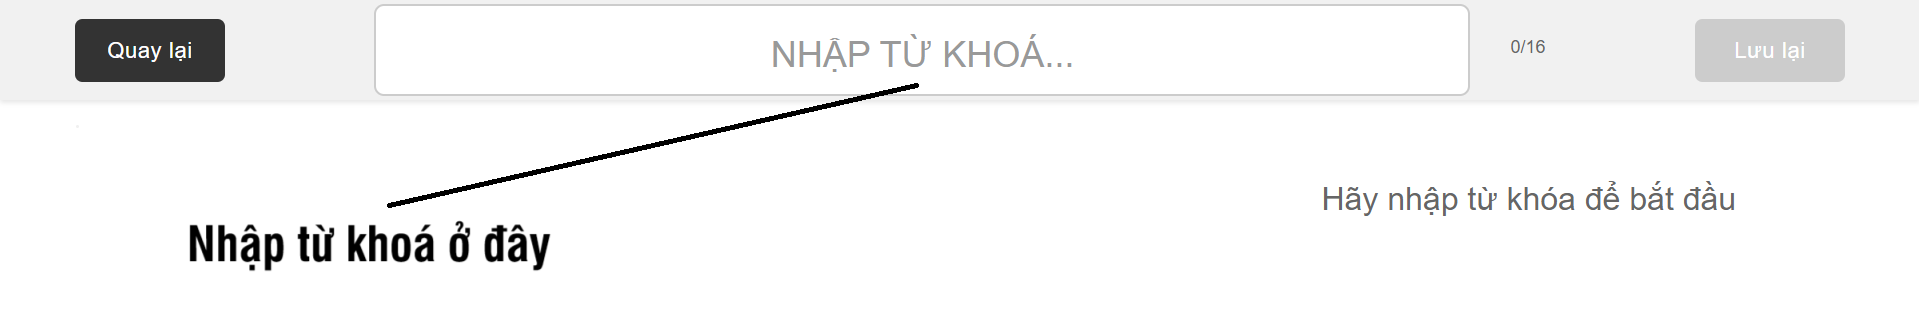 Quay lại
NHẬP TỪ KHOÁ...
0/16
Lưu lại
Hãy nhập từ khóa để bắt đầu
Nhập từ khoá ở đây